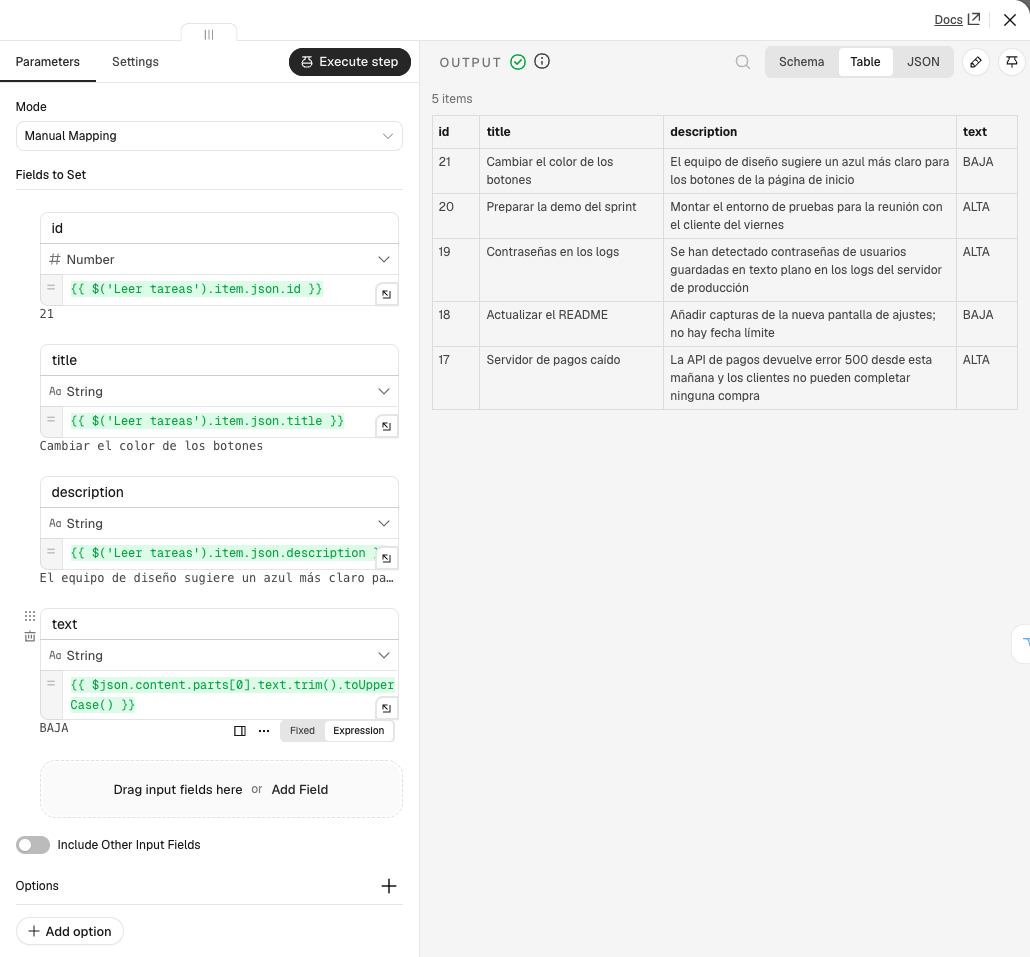 Docs
Parameters
Settings
Execute step
Mode
Manual Mapping
Fields to Set
id
# Number
= {{ $('Leer tareas').item.json.id }}
21
title
Aa String
= {{ $('Leer tareas').item.json.title }}
Cambiar el color de los botones
description
Aa String
= {{ $('Leer tareas').item.json.description }
El equipo de diseño sugiere un azul más claro pa…
text
Aa String
= {{ $json.content.parts[0].text.trim().toUpper
Case() }}
BAJA
Fixed
Expression
Drag input fields here or Add Field
Include Other Input Fields
Options
Add option
OUTPUT
Schema
Table
JSON
5 items
id title description text
21 Cambiar el color de los El equipo de diseño sugiere un azul más claro para BAJA
botones los botones de la página de inicio
20 Preparar la demo del sprint Montar el entorno de pruebas para la reunión con ALTA
el cliente del viernes
19 Contraseñas en los logs Se han detectado contraseñas de usuarios ALTA
guardadas en texto plano en los logs del servidor
de producción
18 Actualizar el README Añadir capturas de la nueva pantalla de ajustes; BAJA
no hay fecha límite
17 Servidor de pagos caído La API de pagos devuelve error 500 desde esta ALTA
mañana y los clientes no pueden completar
ninguna compra